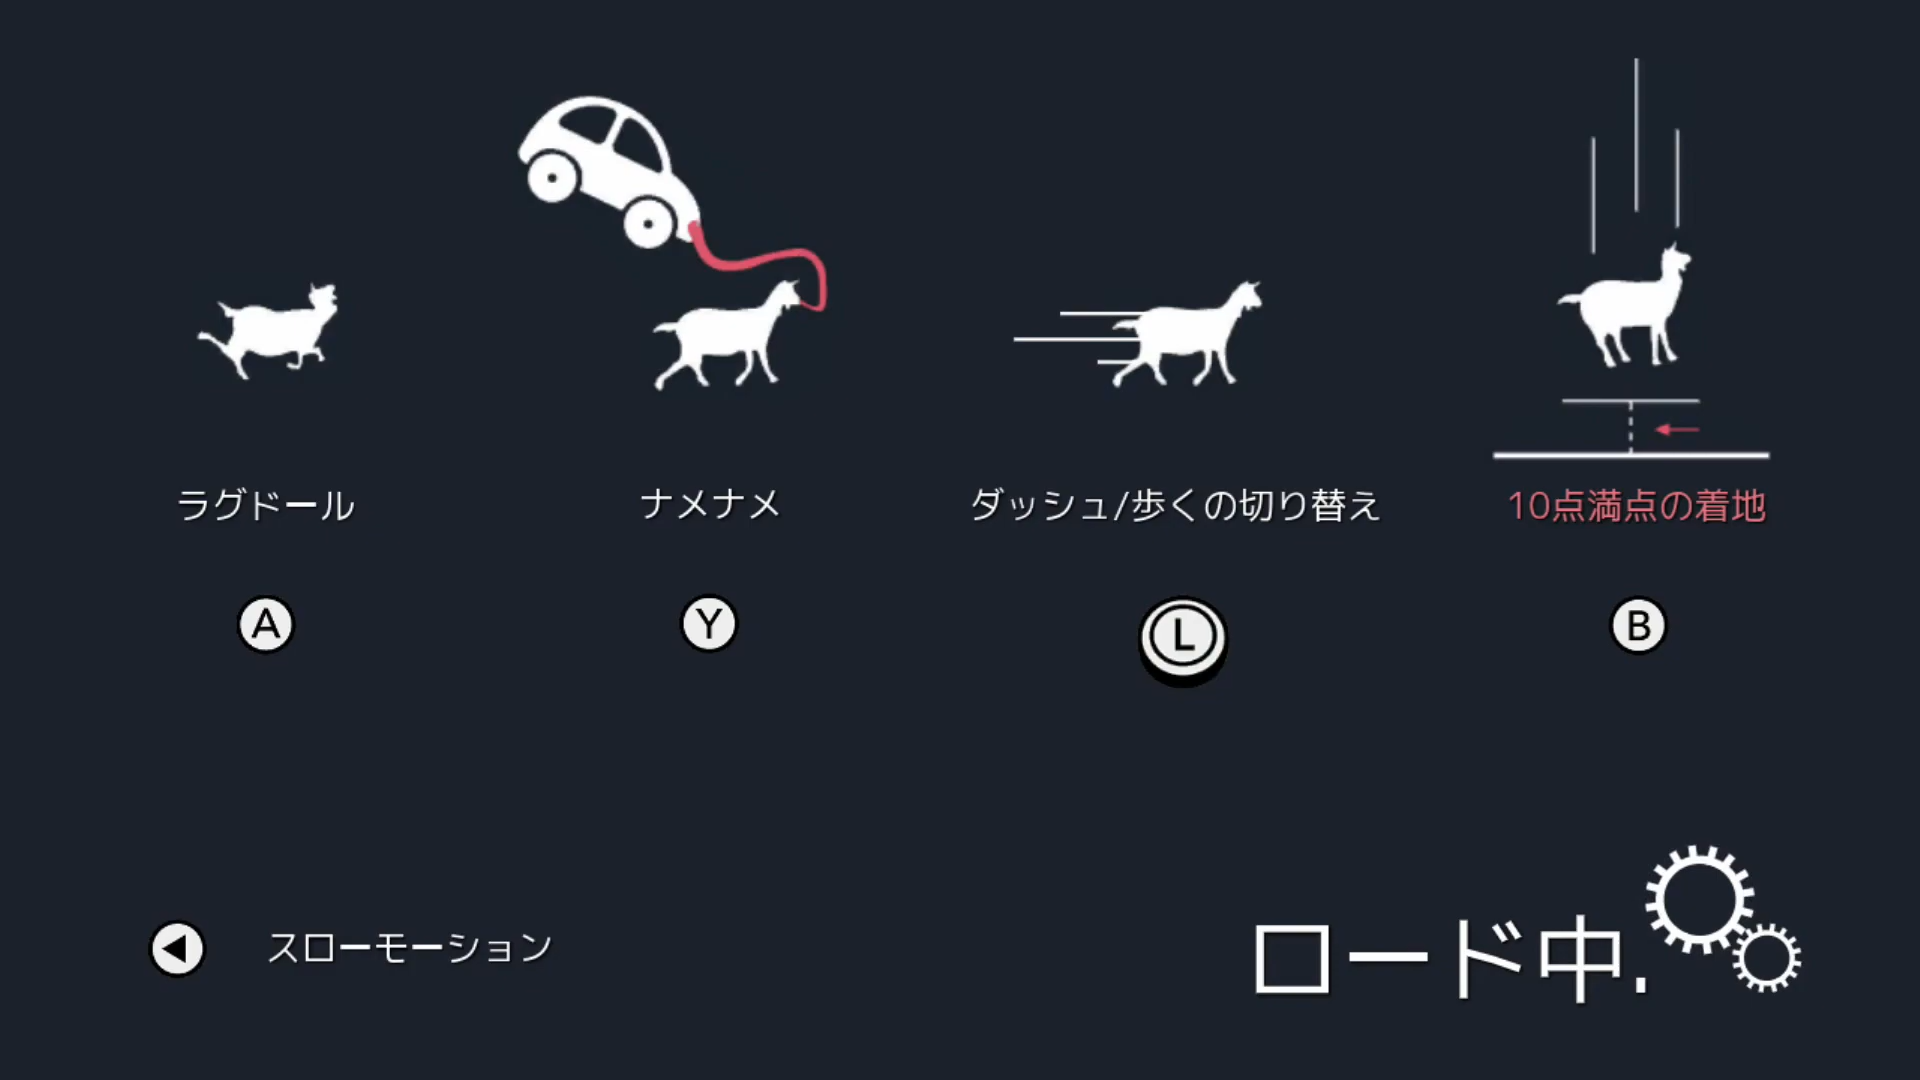 ラグドール
ナメナメ
ダッシュ/歩くの切り替え
10点満点の着地
A
Y
L
B
スローモーション
ロード中.